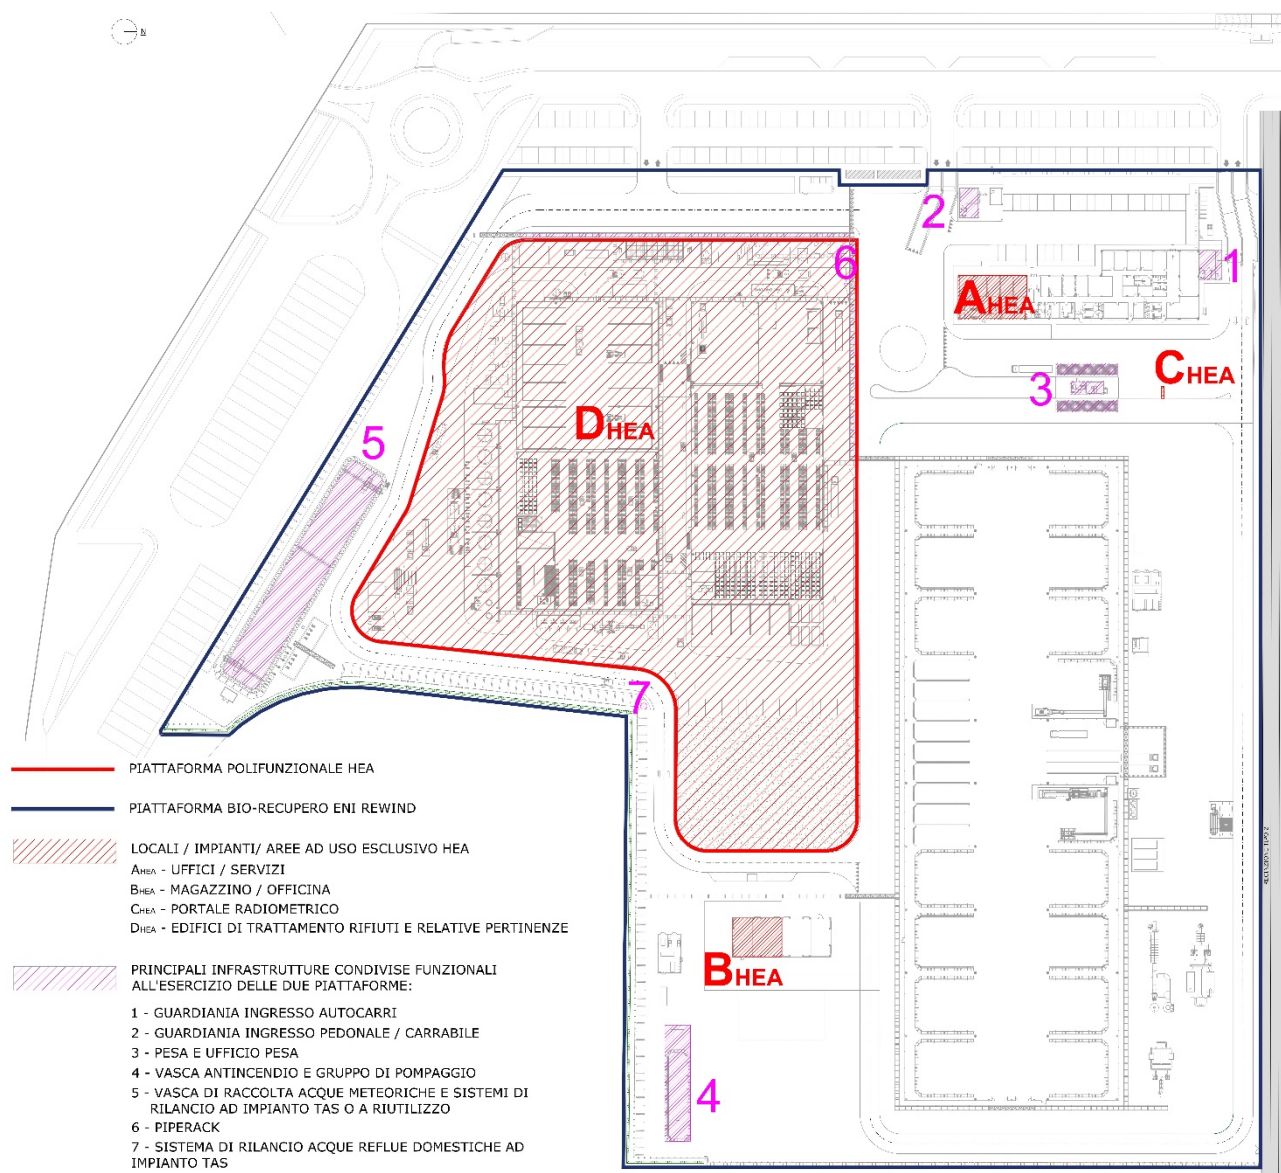 N
2
6
1
AHEA
CHEA
3
DHEA
5
7
PIATTAFORMA POLIFUNZIONALE HEA
PIATTAFORMA BIO-RECUPERO ENI REWIND
LOCALI / IMPIANTI/ AREE AD USO ESCLUSIVO HEA
AHEA - UFFICI / SERVIZI
BHEA - MAGAZZINO / OFFICINA
CHEA - PORTALE RADIOMETRICO
DHEA - EDIFICI DI TRATTAMENTO RIFIUTI E RELATIVE PERTINENZE
BHEA
PRINCIPALI INFRASTRUTTURE CONDIVISE FUNZIONALI
ALL'ESERCIZIO DELLE DUE PIATTAFORME:
1 - GUARDIANIA INGRESSO AUTOCARRI
2 - GUARDIANIA INGRESSO PEDONALE / CARRABILE
3 - PESA E UFFICIO PESA
4 - VASCA ANTINCENDIO E GRUPPO DI POMPAGGIO
5 - VASCA DI RACCOLTA ACQUE METEORICHE E SISTEMI DI
RILANCIO AD IMPIANTO TAS O A RIUTILIZZO
6 - PIPERACK
7 - SISTEMA DI RILANCIO ACQUE REFLUE DOMESTICHE AD
IMPIANTO TAS
4
RECINZIONE TIPO 2